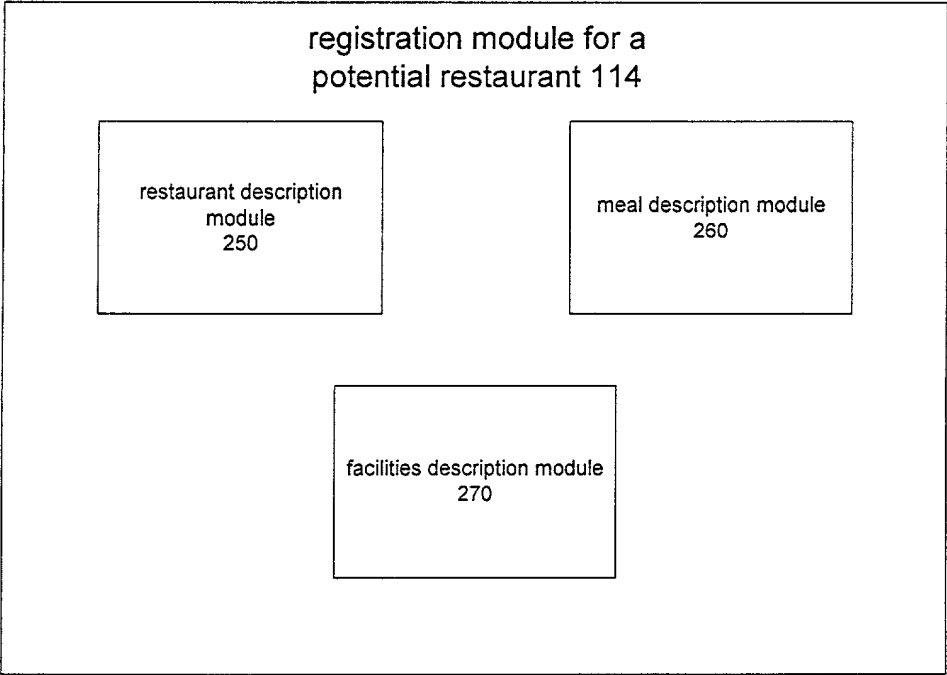 registration module for a
potential restaurant 114
restaurant description
module
250
meal description module
260
facilities description module
270